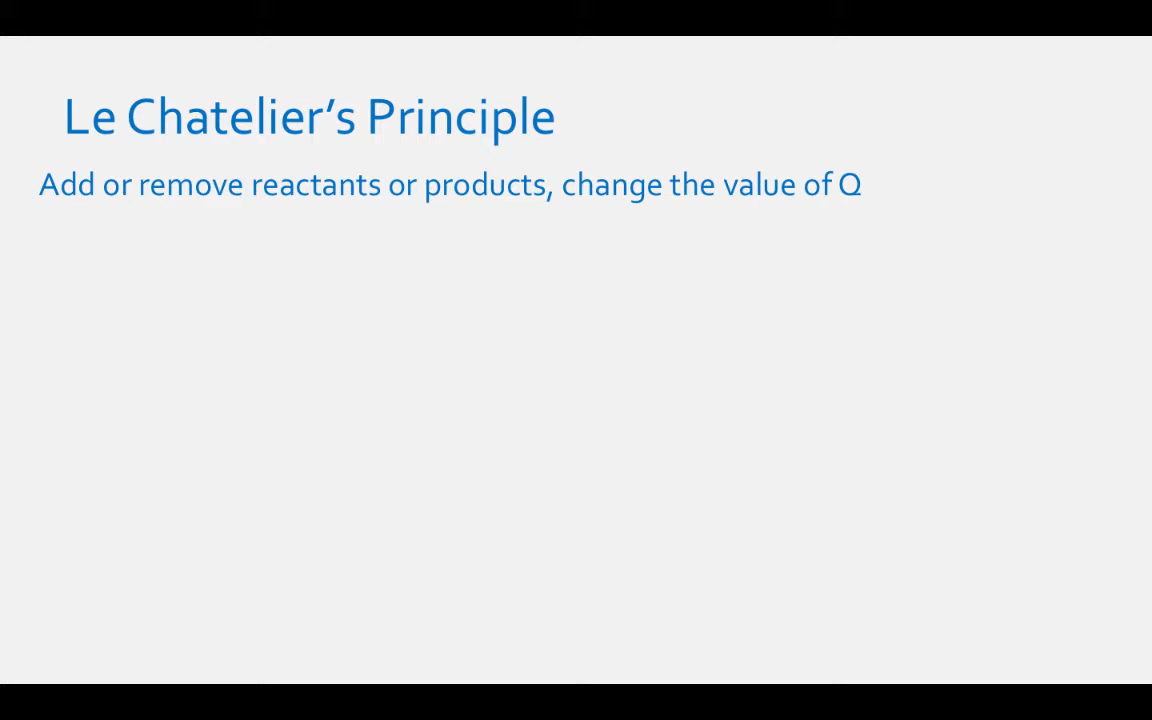 Le Chatelier’s Principle
Add or remove reactants or products, change the value of Q